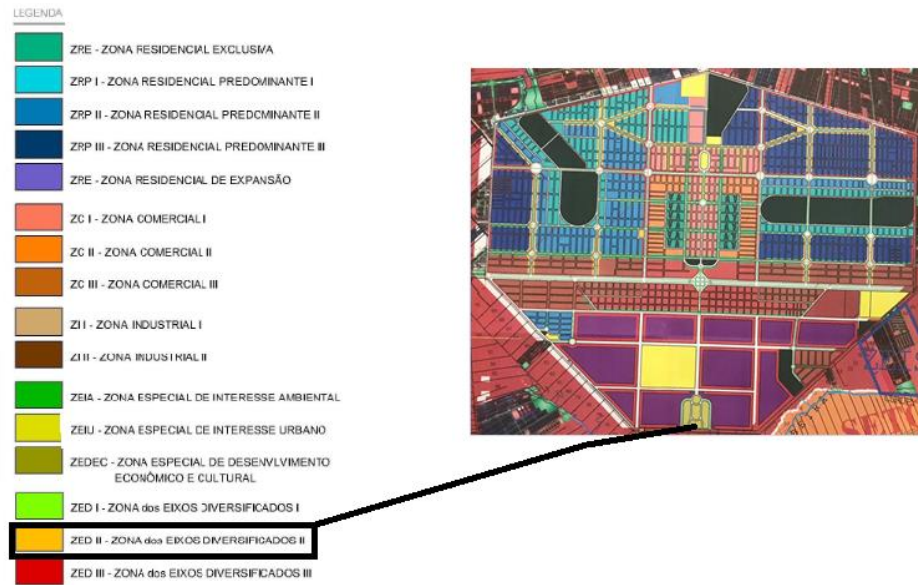 LEGENDA
ZRE - ZONA RESIDENCIAL EXCLUSIVA
ZRP I - ZONA RESIDENCIAL PREDOMINANTE I
ZRP II - ZONA RESIDENCIAL PREDOMINANTE II
ZRP III - ZONA RESIDENCIAL PREDOMINANTE III
ZRE - ZONA RESIDENCIAL DE EXPANSÃO
ZC I - ZONA COMERCIAL I
ZC II - ZONA COMERCIAL II
ZC III - ZONA COMERCIAL III
ZI I - ZONA INDUSTRIAL I
ZI II - ZONA INDUSTRIAL II
ZEIA - ZONA ESPECIAL DE INTERESSE AMBIENTAL
ZEIU - ZONA ESPECIAL DE INTERESSE URBANO
ZEDEC - ZONA ESPECIAL DE DESENVLVIMENTO
ECONÔMICO E CULTURAL
ZED I - ZONA dos EIXOS DIVERSIFICADOS I
ZED II - ZONA dos EIXOS DIVERSIFICADOS II
ZED III - ZONA dos EIXOS DIVERSIFICADOS III